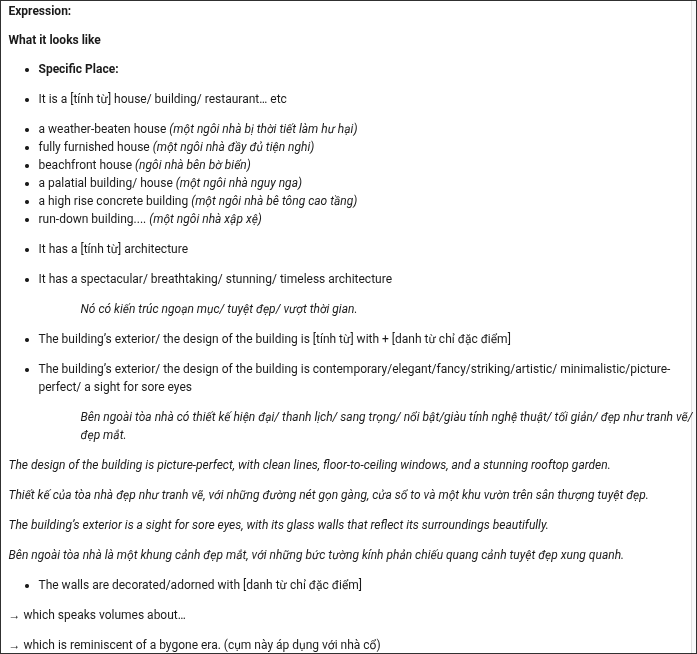 Expression:
What it looks like
• Specific Place:
• It is a [tính từ] house/ building/ restaurant... etc
• a weather-beaten house (một ngôi nhà bị thời tiết làm hư hại)
• fully furnished house (một ngôi nhà đầy đủ tiện nghi)
• beachfront house (ngôi nhà bên bờ biển)
• a palatial building/ house (một ngôi nhà nguy nga)
• a high rise concrete building (một ngôi nhà bê tông cao tầng)
• run-down building.... (một ngôi nhà xập xệ)
• It has a [tính từ] architecture
• It has a spectacular/ breathtaking/ stunning/ timeless architecture
Nó có kiến trúc ngoạn mục/ tuyệt đẹp/ vượt thời gian.
• The building's exterior/ the design of the building is [tính từ] with + [danh từ chỉ đặc điểm]
• The building's exterior/ the design of the building is contemporary/elegant/fancy/striking/artistic/ minimalistic/picture-
perfect/ a sight for sore eyes
Bên ngoài tòa nhà có thiết kế hiện đại/ thanh lịch/ sang trọng/ nổi bật/giàu tính nghệ thuật/ tối giản/ đẹp như tranh vẽ/
đẹp mắt.
The design of the building is picture-perfect, with clean lines, floor-to-ceiling windows, and a stunning rooftop garden.
Thiết kế của tòa nhà đẹp như tranh vẽ, với những đường nét gọn gàng, cửa sổ to và một khu vườn trên sân thượng tuyệt đẹp.
The building's exterior is a sight for sore eyes, with its glass walls that reflect its surroundings beautifully.
Bên ngoài tòa nhà là một khung cảnh đẹp mắt, với những bức tường kính phản chiếu quang cảnh tuyệt đẹp xung quanh.
• The walls are decorated/adorned with [danh từ chỉ đặc điểm]
→ which speaks volumes about...
→ which is reminiscent of a bygone era. (cụm này áp dụng với nhà cổ)